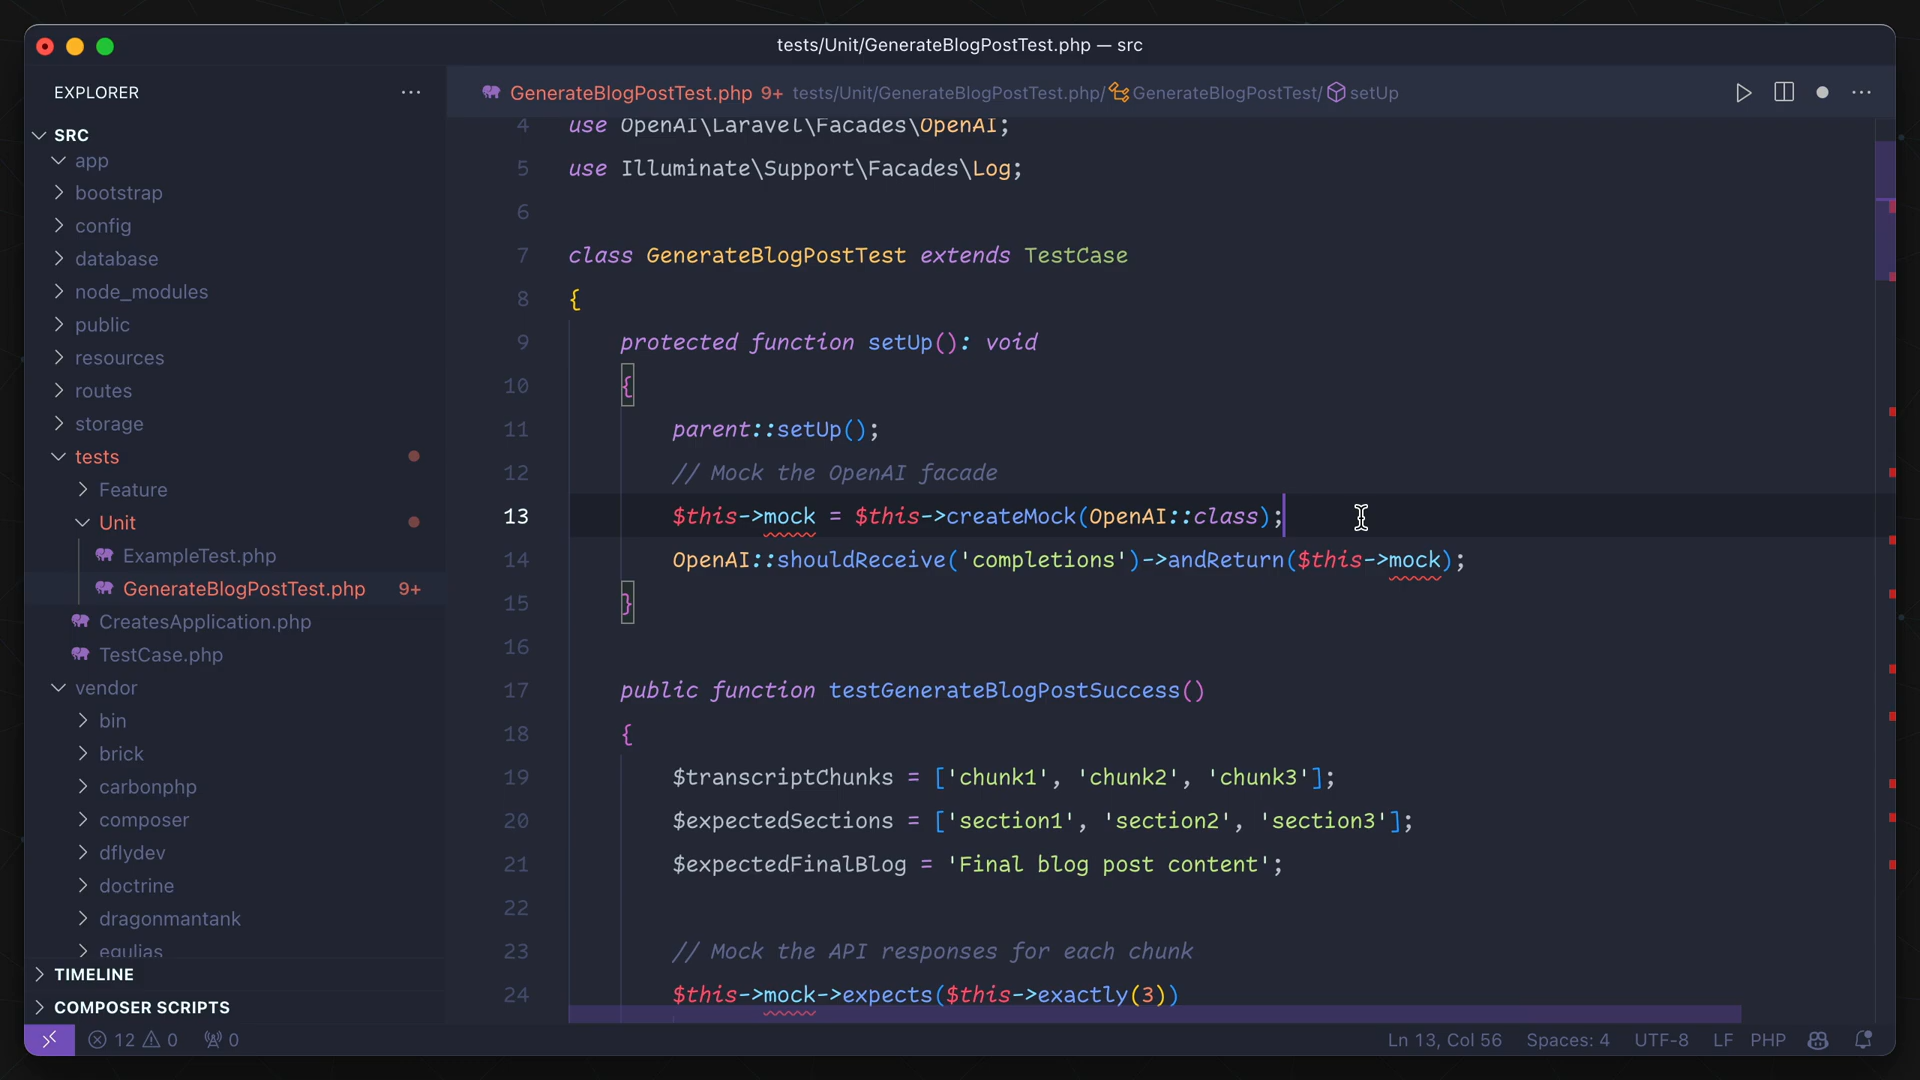 tests/Unit/GenerateBlogPostTest.php — src
EXPLORER
SRC
app
bootstrap
config
database
node_modules
public
resources
routes
storage
tests
Feature
Unit
ExampleTest.php
GenerateBlogPostTest.php 9+
CreatesApplication.php
TestCase.php
vendor
bin
brick
carbonphp
composer
dflydev
doctrine
dragonmantank
egulias
TIMELINE
COMPOSER SCRIPTS
GenerateBlogPostTest.php 9+ tests/Unit/GenerateBlogPostTest.php/ GenerateBlogPostTest/ setUp
4 use OpenAI\Laravel\Facades\OpenAI;
5 use Illuminate\Support\Facades\Log;
6
7 class GenerateBlogPostTest extends TestCase
8 {
9 protected function setUp(): void
10 {
11 parent::setUp();
12 // Mock the OpenAI facade
13 $this->mock = $this->createMock(OpenAI::class);
14 OpenAI::shouldReceive('completions')->andReturn($this->mock);
15 }
16
17 public function testGenerateBlogPostSuccess()
18 {
19 $transcriptChunks = ['chunk1', 'chunk2', 'chunk3'];
20 $expectedSections = ['section1', 'section2', 'section3'];
21 $expectedFinalBlog = 'Final blog post content';
22
23 // Mock the API responses for each chunk
24 $this->mock->expects($this->exactly(3))
12 0 0
Ln 13, Col 56 Spaces: 4 UTF-8 LF PHP